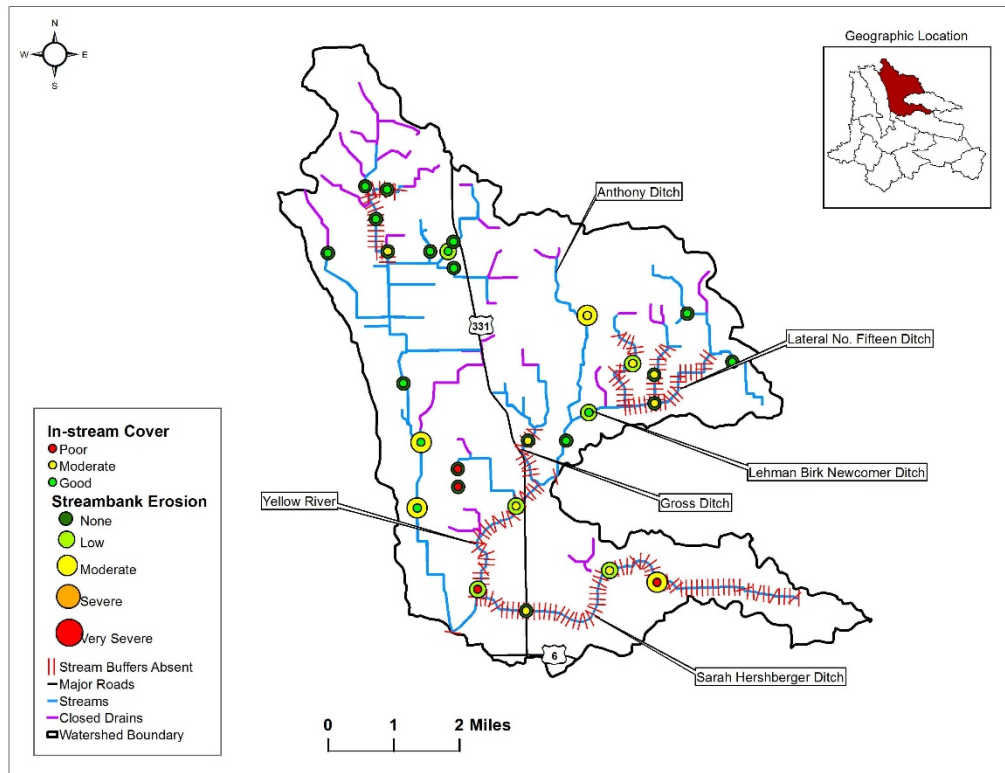 N
W E
S
Geographic Location
Anthony Ditch
331
Lateral No. Fifteen Ditch
Lehman Birk Newcomer Ditch
Gross Ditch
Yellow River
6
Sarah Hershberger Ditch
In-stream Cover
Poor
Moderate
Good
Streambank Erosion
None
Low
Moderate
Severe
Very Severe
Stream Buffers Absent
Major Roads
Streams
Closed Drains
Watershed Boundary
0 1 2 Miles